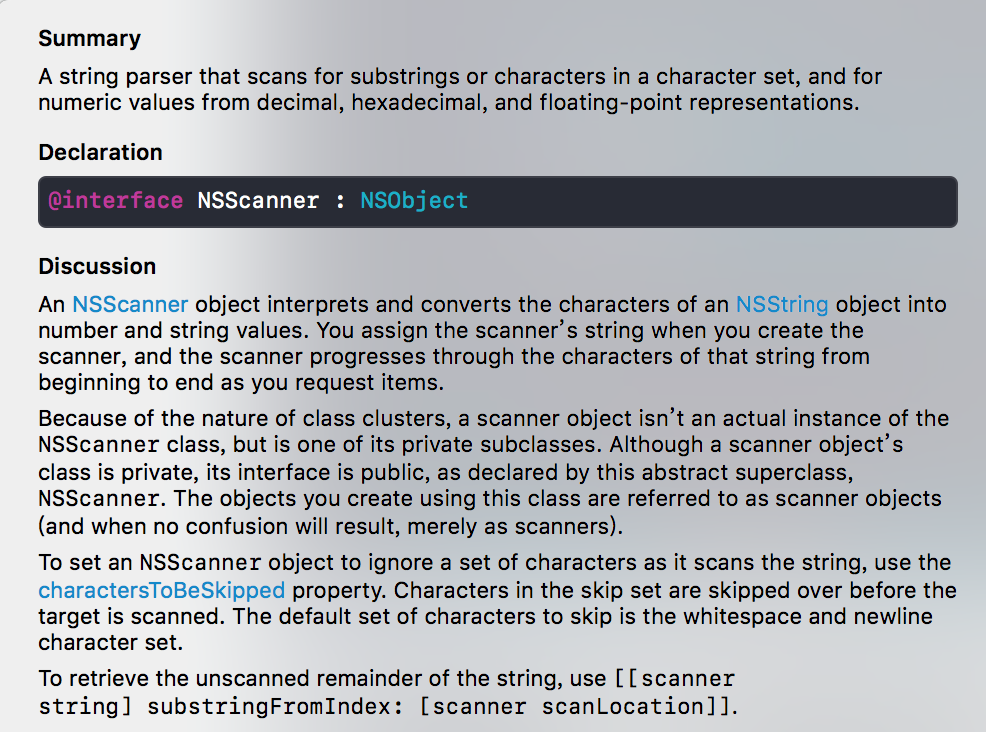 Summary
A string parser that scans for substrings or characters in a character set, and for
numeric values from decimal, hexadecimal, and floating-point representations.
Declaration
@interface NSScanner : NSObject
Discussion
An NSScanner object interprets and converts the characters of an NSString object into
number and string values. You assign the scanner’s string when you create the
scanner, and the scanner progresses through the characters of that string from
beginning to end as you request items.
Because of the nature of class clusters, a scanner object isn’t an actual instance of the
NSScanner class, but is one of its private subclasses. Although a scanner object’s
class is private, its interface is public, as declared by this abstract superclass,
NSScanner. The objects you create using this class are referred to as scanner objects
(and when no confusion will result, merely as scanners).
To set an NSScanner object to ignore a set of characters as it scans the string, use the
charactersToBeSkipped property. Characters in the skip set are skipped over before the
target is scanned. The default set of characters to skip is the whitespace and newline
character set.
To retrieve the unscanned remainder of the string, use [[scanner
string] substringFromIndex: [scanner scanLocation]].